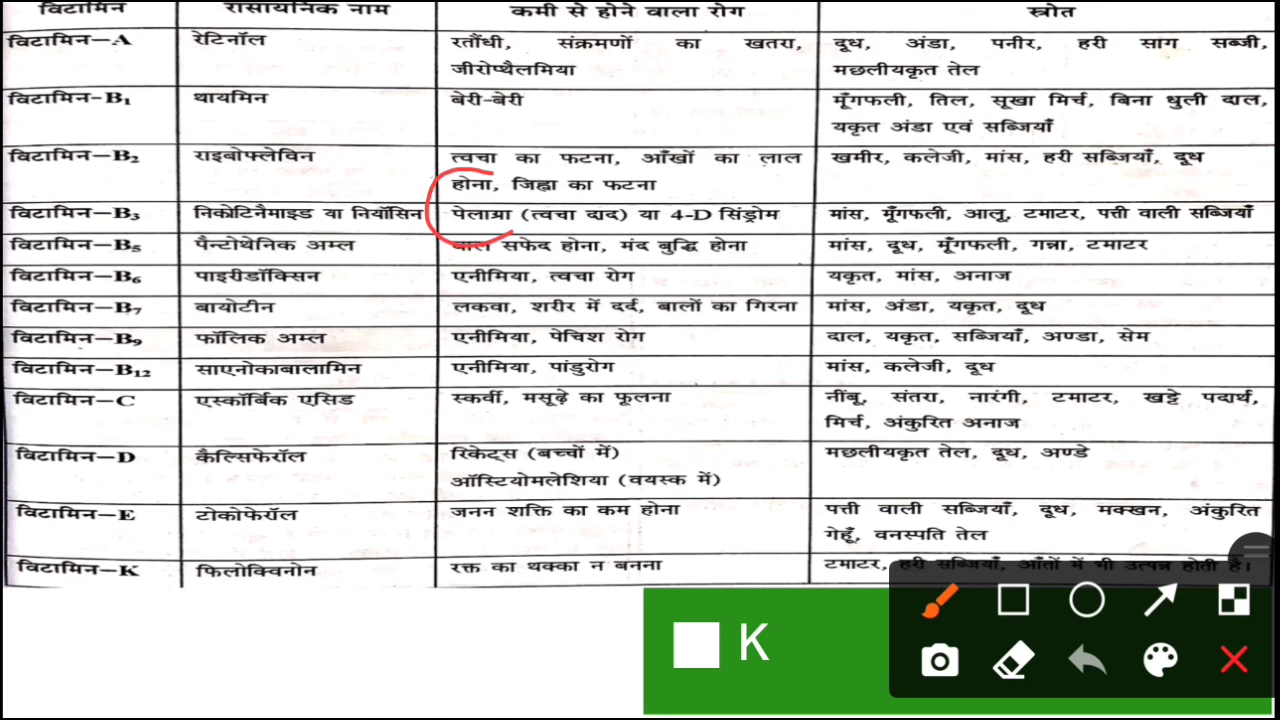 विटामिन रासायनिक नाम कमी से होने वाला रोग स्त्रोत
विटामिन–A रेटिनॉल रतौंधी, संक्रमणों का खतरा, दूध, अंडा, पनीर, हरी साग सब्जी,
जीरोप्थैलमिया मछलीयकृत तेल
विटामिन–B₁ थायमिन बेरी-बेरी मूँगफली, तिल, सूखा मिर्च, बिना धुली दाल,
यकृत अंडा एवं सब्जियाँ
विटामिन–B₂ राइबोफ्लेविन त्वचा का फटना, आँखों का लाल खमीर, कलेजी, मांस, हरी सब्जियाँ, दूध
होना, जिह्वा का फटना
विटामिन–B₃ निकोटिनैमाइड या नियॉसिन पेलाग्रा (त्वचा दाद) या 4-D सिंड्रोम मांस, मूँगफली, आलू, टमाटर, पत्ती वाली सब्जियाँ
विटामिन–B₅ पैन्टोथेनिक अम्ल बाल सफेद होना, मंद बुद्धि होना मांस, दूध, मूँगफली, गन्ना, टमाटर
विटामिन–B₆ पाइरीडॉक्सिन एनीमिया, त्वचा रोग यकृत, मांस, अनाज
विटामिन–B₇ बायोटीन लकवा, शरीर में दर्द, बालों का गिरना मांस, अंडा, यकृत, दूध
विटामिन–B₉ फॉलिक अम्ल एनीमिया, पेचिश रोग दाल, यकृत, सब्जियाँ, अण्डा, सेम
विटामिन–B₁₂ साएनोकाबालामिन एनीमिया, पांडुरोग मांस, कलेजी, दूध
विटामिन–C एस्कॉर्बिक एसिड स्कर्वी, मसूढ़े का फूलना नींबू, संतरा, नारंगी, टमाटर, खट्टे पदार्थ,
मिर्च, अंकुरित अनाज
विटामिन–D कैल्सिफेरॉल रिकेट्स (बच्चों में) मछलीयकृत तेल, दूध, अण्डे
ऑस्टियोमलेशिया (वयस्क में)
विटामिन–E टोकोफेरॉल जनन शक्ति का कम होना पत्ती वाली सब्जियाँ, दूध, मक्खन, अंकुरित
गेहूँ, वनस्पति तेल
विटामिन–K फिलोक्विनोन रक्त का थक्का न बनना टमाटर, हरी सब्जियाँ, आँतों में भी उत्पन्न होती है।
K